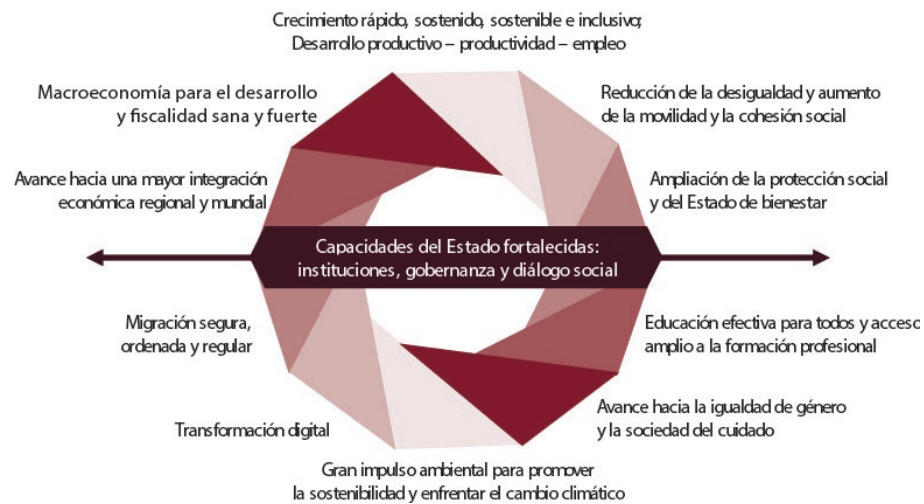 Crecimiento rápido, sostenido, sostenible e inclusivo;
Desarrollo productivo – productividad – empleo
Macroeconomía para el desarrollo
y fiscalidad sana y fuerte
Reducción de la desigualdad y aumento
de la movilidad y la cohesión social
Avance hacia una mayor integración
económica regional y mundial
Ampliación de la protección social
y del Estado de bienestar
Capacidades del Estado fortalecidas:
instituciones, gobernanza y diálogo social
Migración segura,
ordenada y regular
Educación efectiva para todos y acceso
amplio a la formación profesional
Transformación digital
Avance hacia la igualdad de género
y la sociedad del cuidado
Gran impulso ambiental para promover
la sostenibilidad y enfrentar el cambio climático